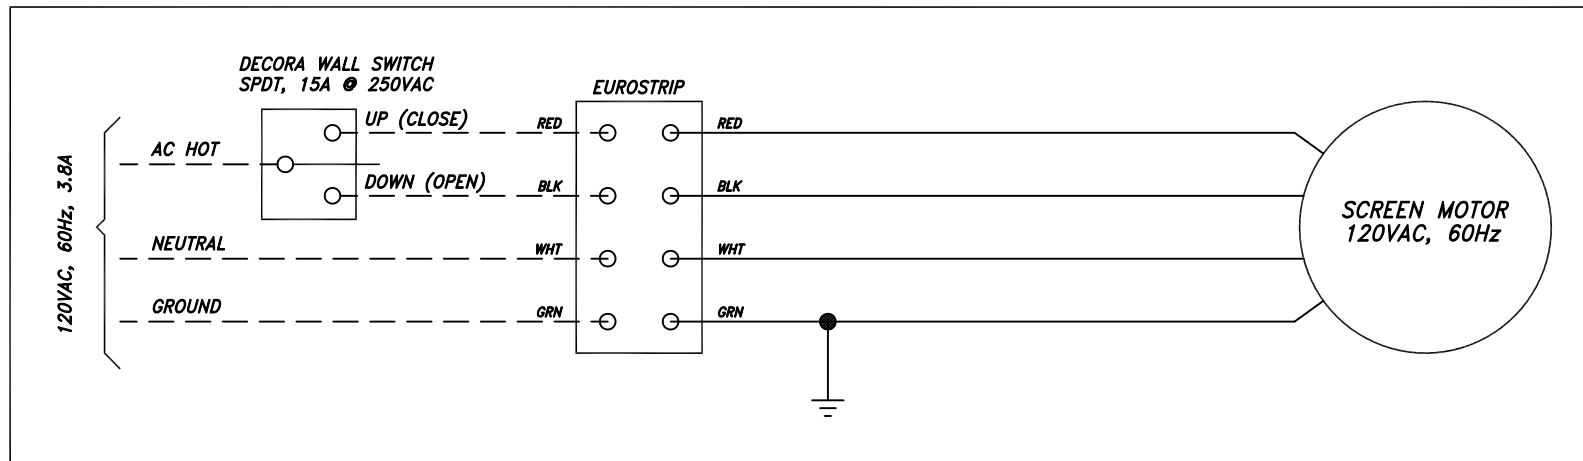 DECORA WALL SWITCH
SPDT, 15A @ 250VAC
EUROSTRIP
UP (CLOSE)
RED
RED
AC HOT
DOWN (OPEN)
BLK
BLK
120VAC, 60Hz, 3.8A
SCREEN MOTOR
120VAC, 60Hz
NEUTRAL
WHT
WHT
GROUND
GRN
GRN